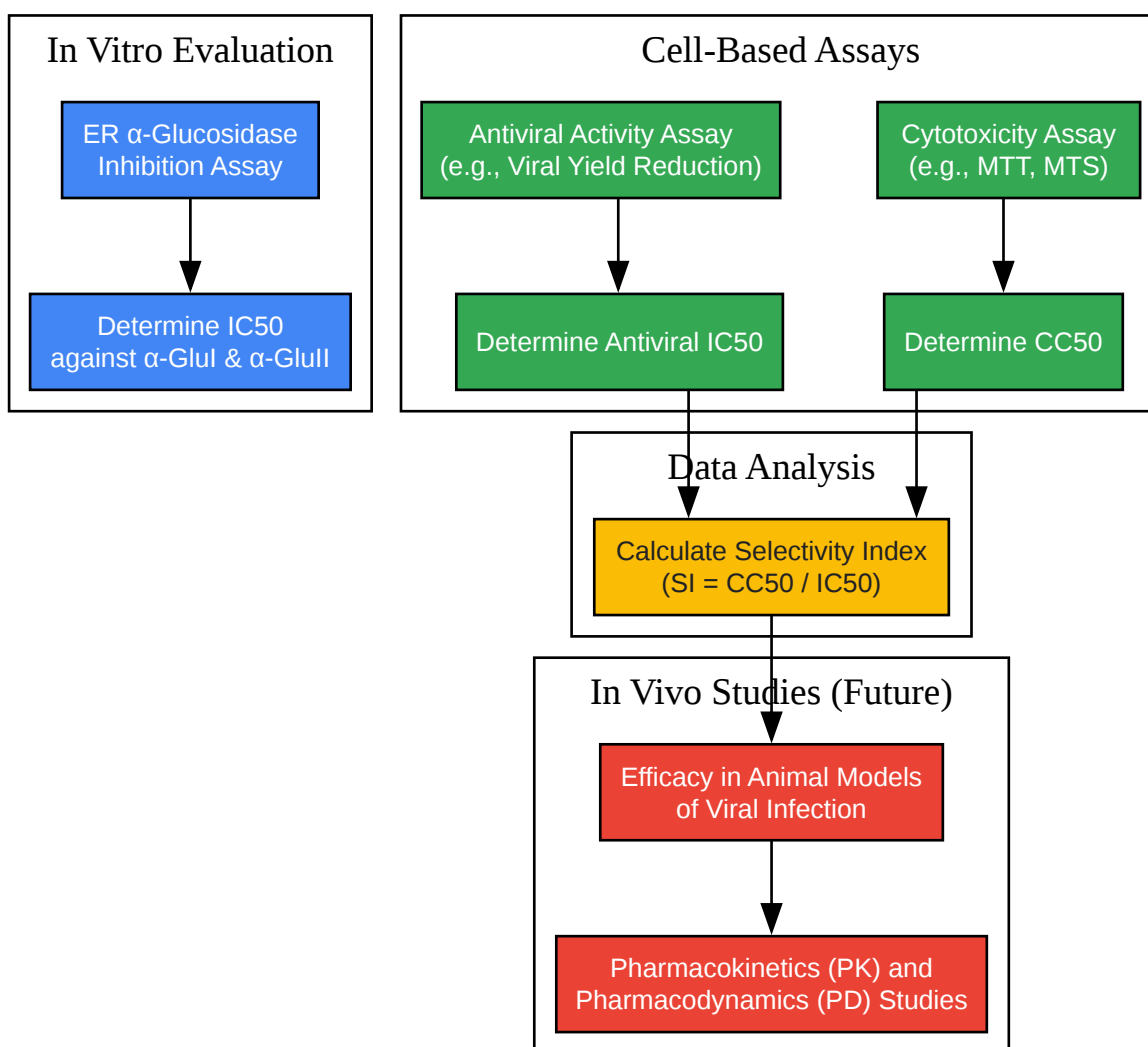 In Vitro Evaluation
ER α-Glucosidase
Inhibition Assay
Determine IC50
against α-GluI & α-GluII
Cell-Based Assays
Antiviral Activity Assay
(e.g., Viral Yield Reduction)
Cytotoxicity Assay
(e.g., MTT, MTS)
Determine Antiviral IC50
Determine CC50
Data Analysis
Calculate Selectivity Index
(SI = CC50 / IC50)
In Vivo Studies (Future)
Efficacy in Animal Models
of Viral Infection
Pharmacokinetics (PK) and
Pharmacodynamics (PD) Studies